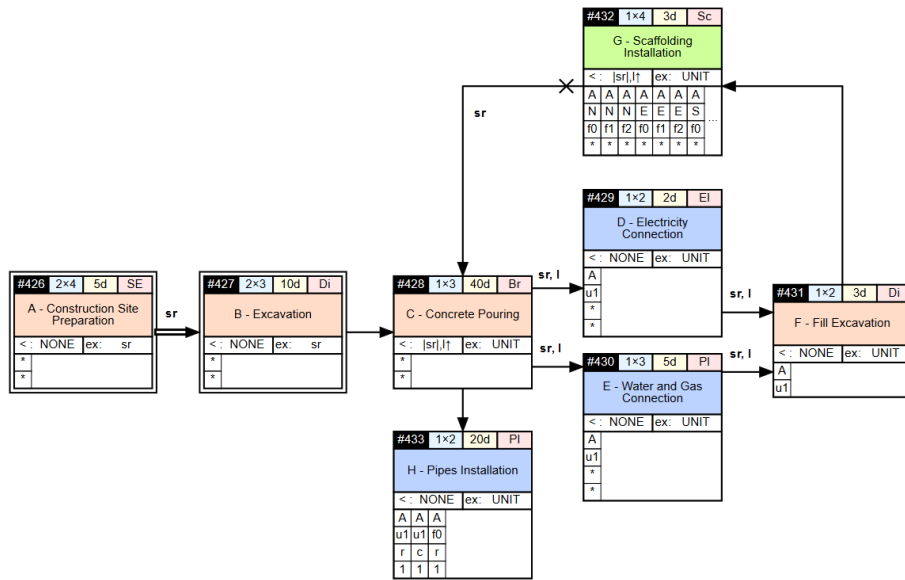 #432 1×4 3d Sc
G - Scaffolding
Installation
< : |sr|,l↑ ex: UNIT
A A A A A A A
N N N E E E S
f0 f1 f2 f0 f1 f2 f0 ...
* * * * * * *
sr
#429 1×2 2d El
D - Electricity
Connection
< : NONE ex: UNIT
A
u1
*
*
#426 2×4 5d SE
A - Construction Site
Preparation
< : NONE ex: sr
*
*
sr
#427 2×3 10d Di
B - Excavation
< : NONE ex: sr
*
*
#428 1×3 40d Br
C - Concrete Pouring
< : |sr|,l↑ ex: UNIT
*
*
sr, l
sr, l
sr, l
sr, l
#431 1×2 3d Di
F - Fill Excavation
< : NONE ex: UNIT
A
u1
#430 1×3 5d Pl
E - Water and Gas
Connection
< : NONE ex: UNIT
A
u1
*
*
#433 1×2 20d Pl
H - Pipes Installation
< : NONE ex: UNIT
A A A
u1 u1 f0
r c r
1 1 1